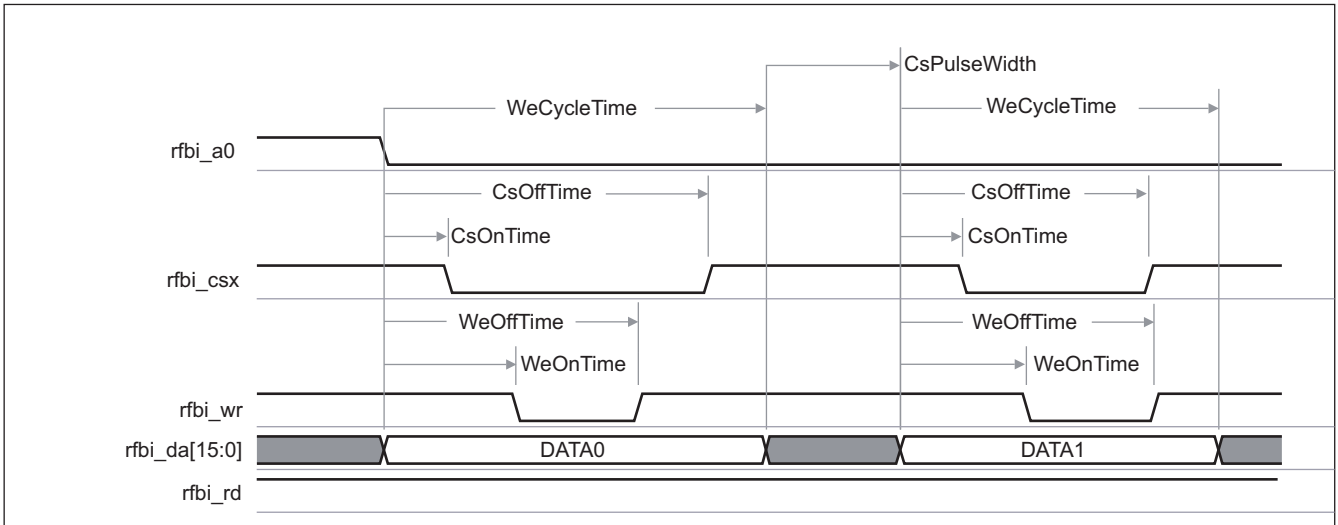 CsPulseWidth
WeCycleTime WeCycleTime
rfbi_a0
CsOffTime CsOffTime
CsOnTime CsOnTime
rfbi_csx
WeOffTime WeOffTime
WeOnTime WeOnTime
rfbi_wr
rfbi_da[15:0] DATA0 DATA1
rfbi_rd